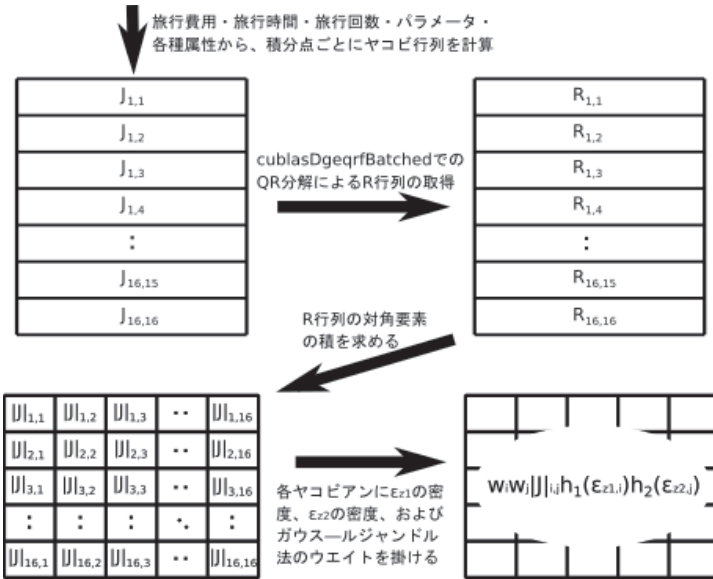 旅行費用・旅行時間・旅行回数・パラメータ・
各種属性から、積分点ごとにヤコビ行列を計算
J1,1
J1,2
J1,3
J1,4
:
J16,15
J16,16
cublasDgeqrfBatchedでの
QR分解によるR行列の取得
R1,1
R1,2
R1,3
R1,4
:
R16,15
R16,16
R行列の対角要素
の積を求める
|J|1,1 |J|1,2 |J|1,3 ・・ |J|1,16
|J|2,1 |J|2,2 |J|2,3 ・・ |J|2,16
|J|3,1 |J|3,2 |J|3,3 ・・ |J|3,16
: : : ⋱ :
|J|16,1 |J|16,2 |J|16,3 ・・ |J|16,16
各ヤコビアンにεz1の密
度、εz2の密度、および
ガウス―ルジャンドル
法のウエイトを掛ける
wiwj|J|i,jh1(εz1,i)h2(εz2,j)